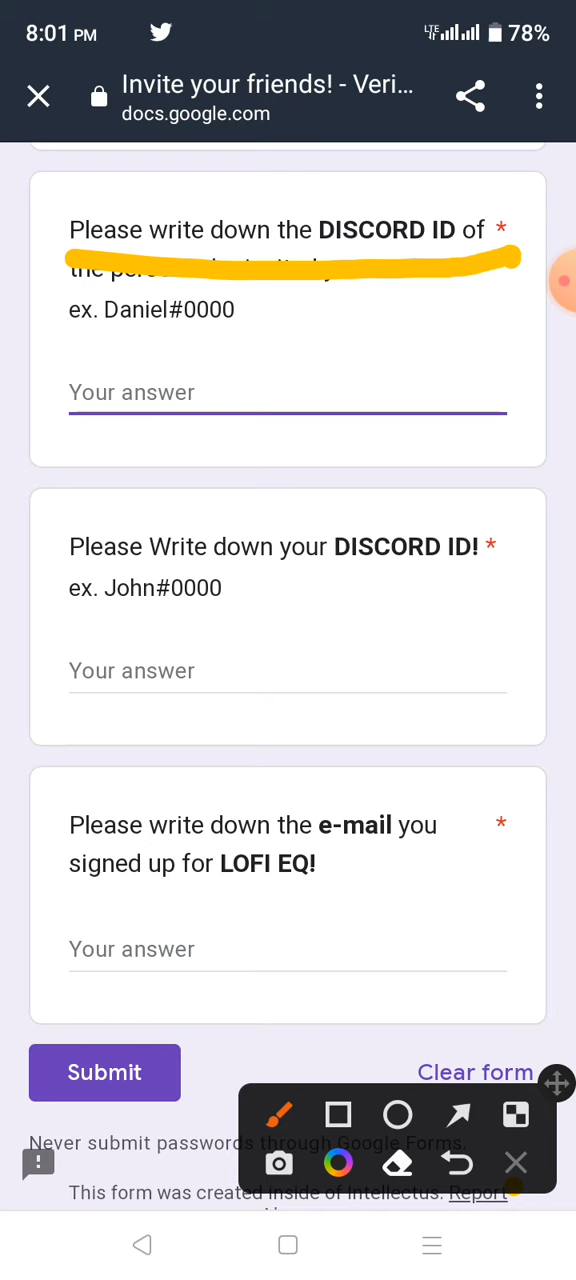 8:01 PM
LTE
78%
Invite your friends! - Veri...
docs.google.com
Please write down the DISCORD ID of *
the
ex. Daniel#0000
Your answer
Please Write down your DISCORD ID! *
ex. John#0000
Your answer
Please write down the e-mail you *
signed up for LOFI EQ!
Your answer
Submit
Clear form
Never submit passwords through Google Forms.
This form was created inside of Intellectus. Report